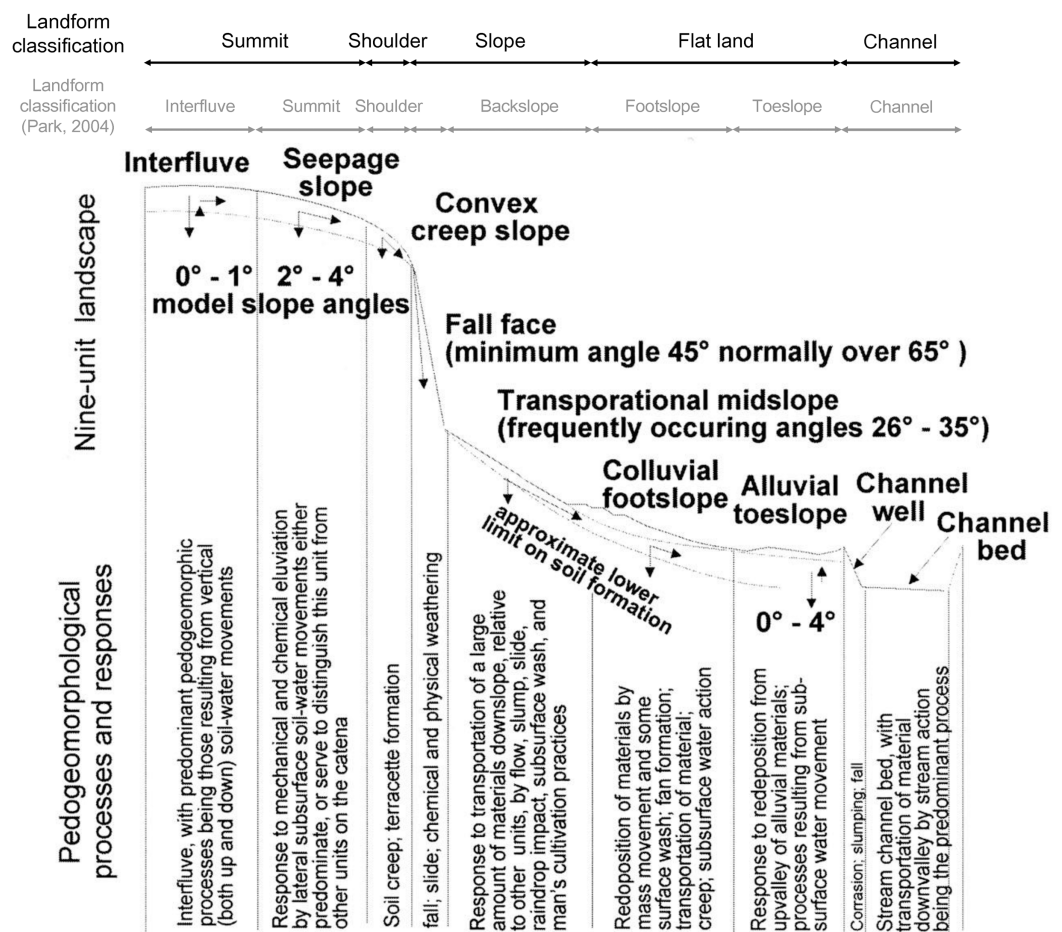 Landform
classification
Summit
Shoulder
Slope
Flat land
Channel
Landform
classification
(Park, 2004)
Interfluve
Summit
Shoulder
Backslope
Footslope
Toeslope
Channel
Nine-unit landscape
Interfluve
Seepage
slope
Convex
creep slope
0° - 1°
2° - 4°
model slope angles
Fall face
(minimum angle 45° normally over 65° )
Transporational midslope
(frequently occuring angles 26° - 35°)
Colluvial
footslope
Alluvial
toeslope
Channel
well
Channel
bed
approximate lower
limit on soil formation
0° - 4°
Pedogeomorphological
processes and responses
Interfluve, with predominant pedogeomorphic
processes being those resulting from vertical
(both up and down) soil-water movements
Response to mechanical and chemical eluviation
by lateral subsurface soil-water movements either
predominate, or serve to distinguish this unit from
other units on the catena
Soil creep; terracette formation
fall; slide; chemical and physical weathering
Response to transportation of a large
amount of materials downslope, relative
to other units, by flow, slump, slide,
raindrop impact, subsurface wash, and
man's cultivation practices
Redoposition of materials by
mass movement and some
surface wash; fan formation;
transportation of material;
creep; subsurface water action
Response to redeposition from
upvalley of alluvial materials;
processes resulting from sub-
surface water movement
Corrasion; slumping; fall
Stream channel bed, with
transportation of material
downvalley by stream action
being the predominant process